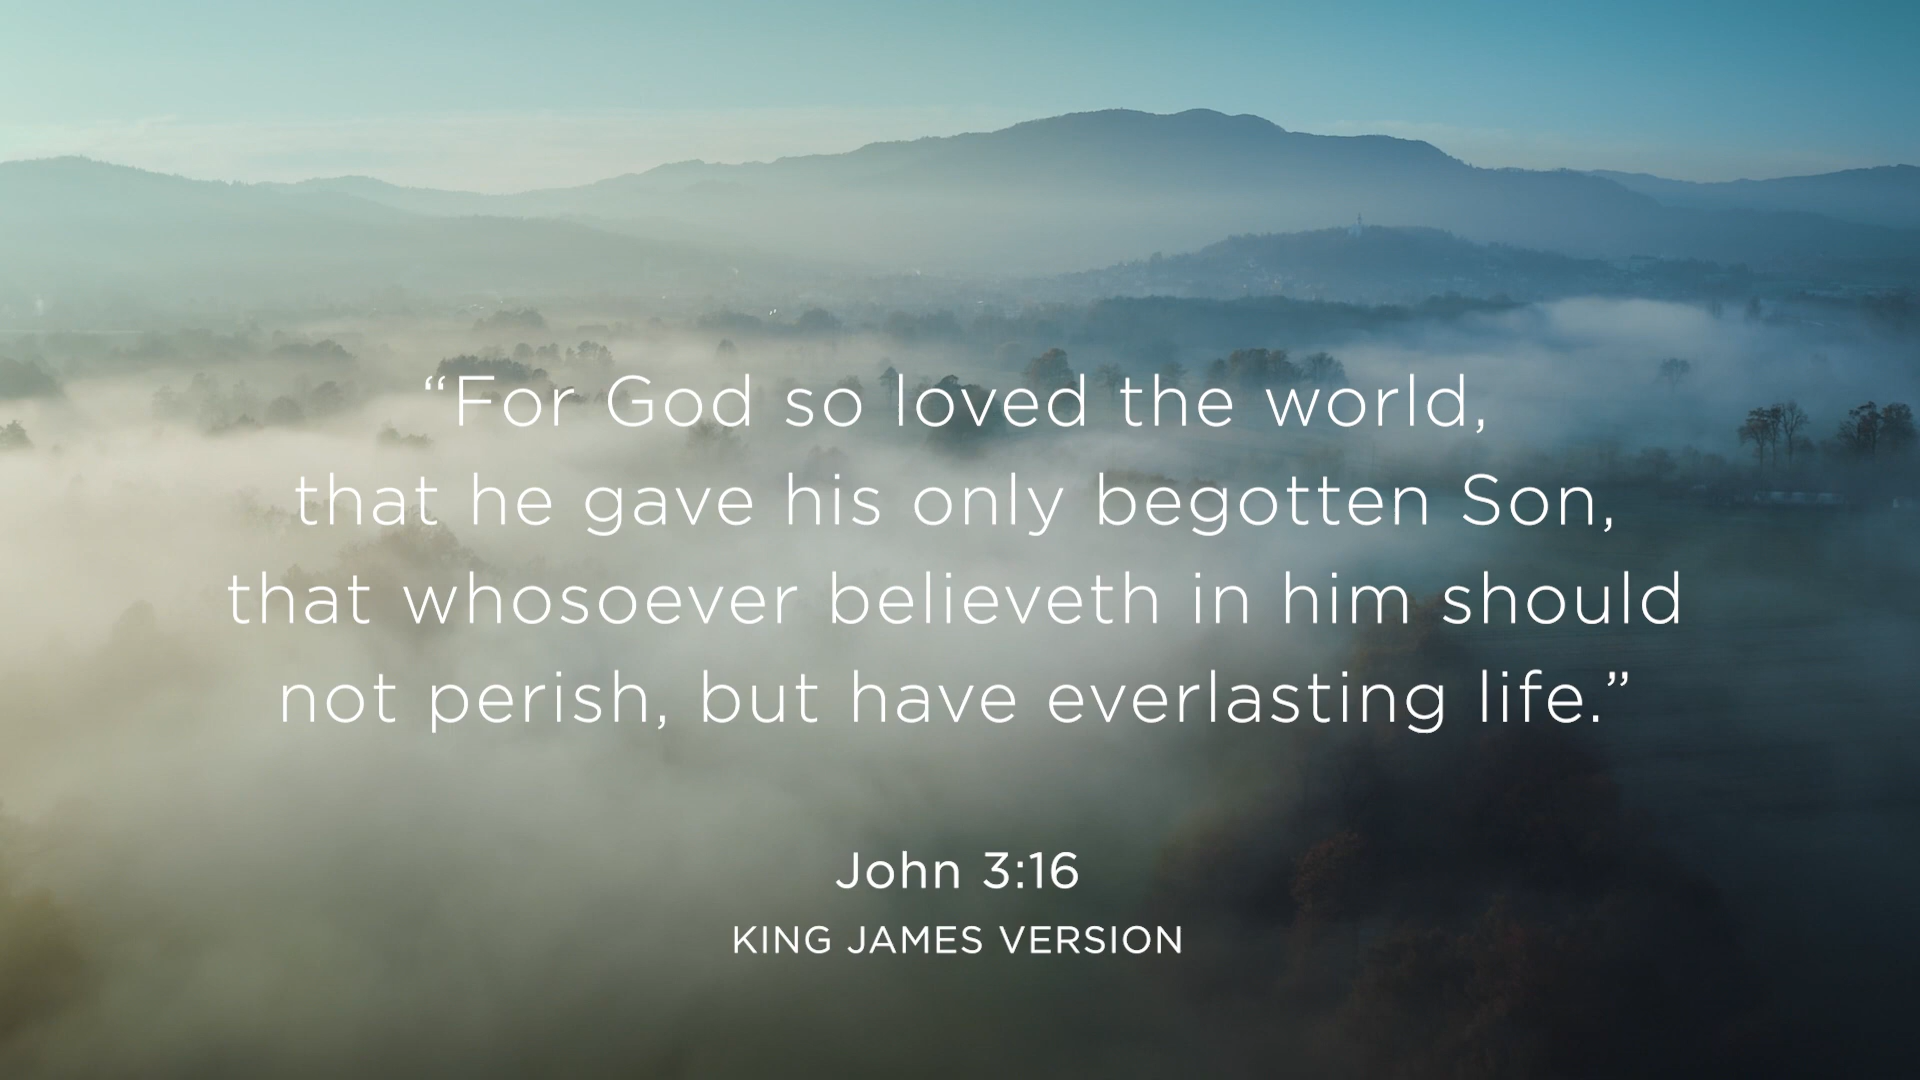 “For God so loved the world,
that he gave his only begotten Son,
that whosoever believeth in him should
not perish, but have everlasting life.”
John 3:16
KING JAMES VERSION